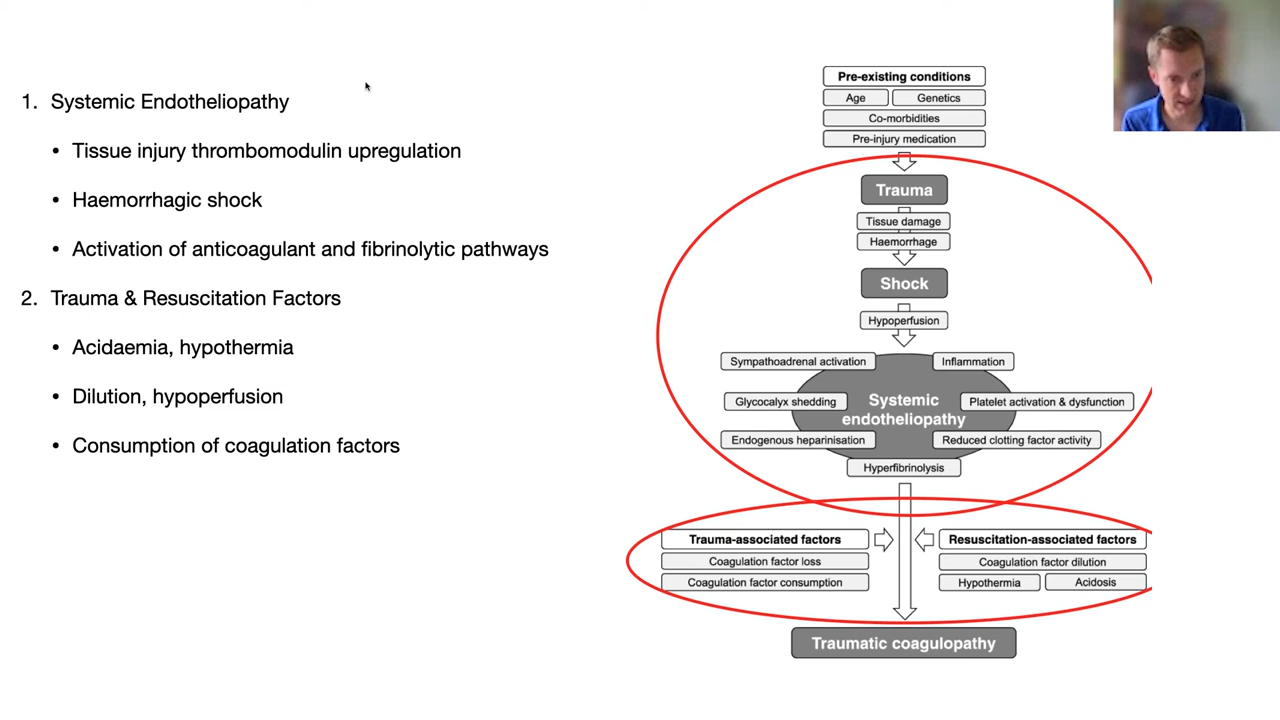 1. Systemic Endotheliopathy
• Tissue injury thrombomodulin upregulation
• Haemorrhagic shock
• Activation of anticoagulant and fibrinolytic pathways
2. Trauma & Resuscitation Factors
• Acidaemia, hypothermia
• Dilution, hypoperfusion
• Consumption of coagulation factors
Pre-existing conditions
Age
Genetics
Co-morbidities
Pre-injury medication
Trauma
Tissue damage
Haemorrhage
Shock
Hypoperfusion
Sympathoadrenal activation
Inflammation
Glycocalyx shedding
Systemic
endotheliopathy
Platelet activation & dysfunction
Endogenous heparinisation
Reduced clotting factor activity
Hyperfibrinolysis
Trauma-associated factors
Coagulation factor loss
Coagulation factor consumption
Resuscitation-associated factors
Coagulation factor dilution
Hypothermia
Acidosis
Traumatic coagulopathy